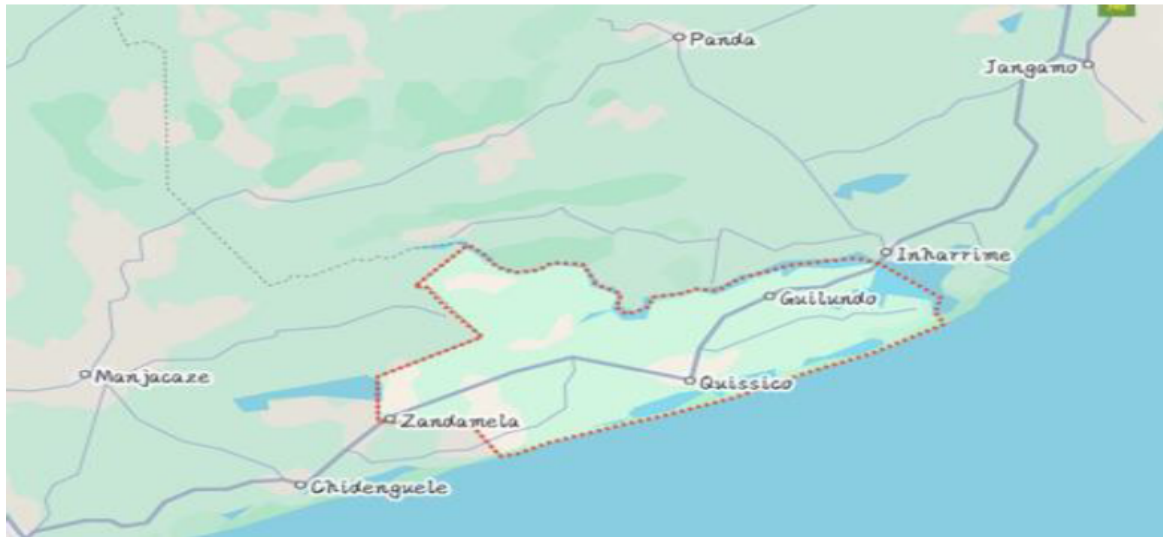 Panda
Jangamo
Inharrime
Guilundo
Manjacaze
Quissico
Zandamela
Chidenguele